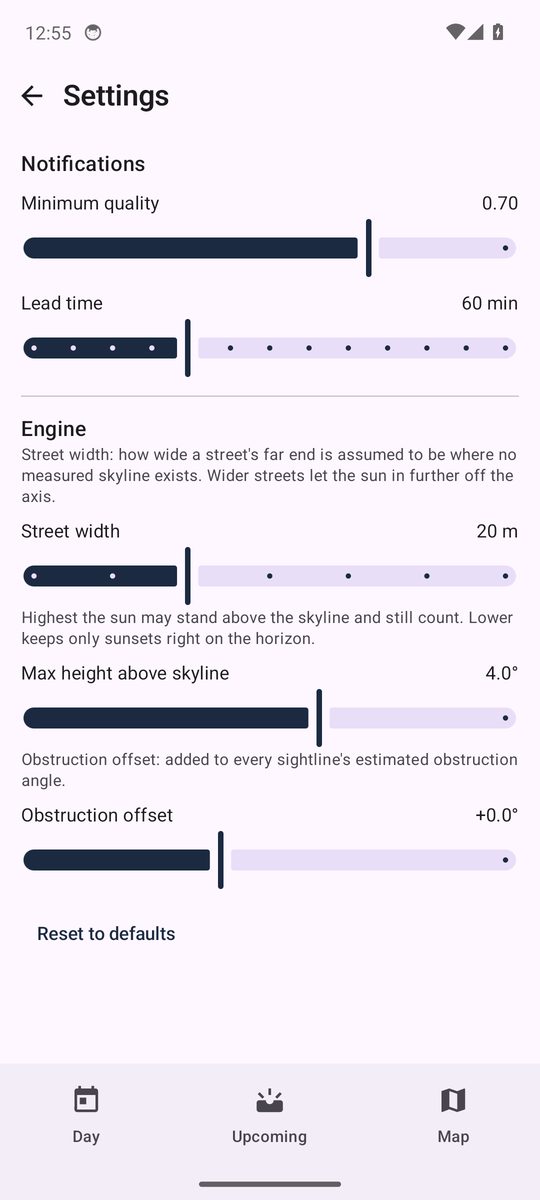 12:55
Settings
Notifications
Minimum quality 0.70
Lead time 60 min
Engine
Street width: how wide a street's far end is assumed to be where no
measured skyline exists. Wider streets let the sun in further off the
axis.
Street width 20 m
Highest the sun may stand above the skyline and still count. Lower
keeps only sunsets right on the horizon.
Max height above skyline 4.0°
Obstruction offset: added to every sightline's estimated obstruction
angle.
Obstruction offset +0.0°
Reset to defaults
Day Upcoming Map